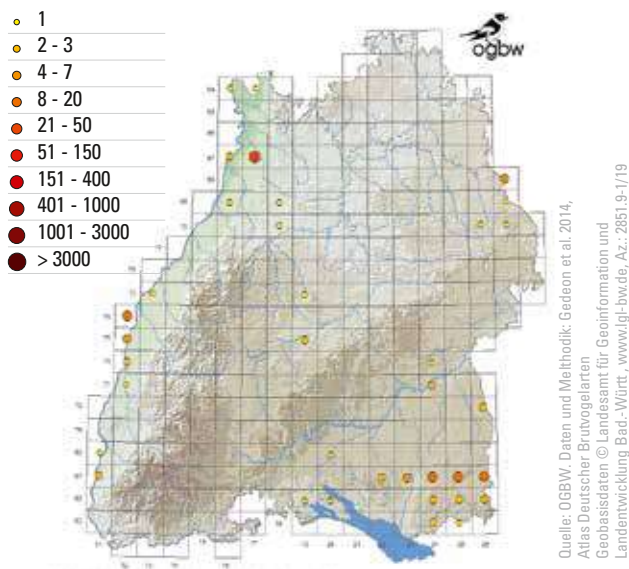 1
2 - 3
4 - 7
8 - 20
21 - 50
51 - 150
151 - 400
401 - 1000
1001 - 3000
> 3000
ogbw
Quelle: OGBW. Daten und Melthodik: Gedeon et al. 2014,
Atlas Deutscher Brutvogelarten
Geobasisdaten © Landesamt für Geoinformation und
Landentwicklung Bad.-Württ., www.lgl-bw.de, Az.: 2851.9-1/19